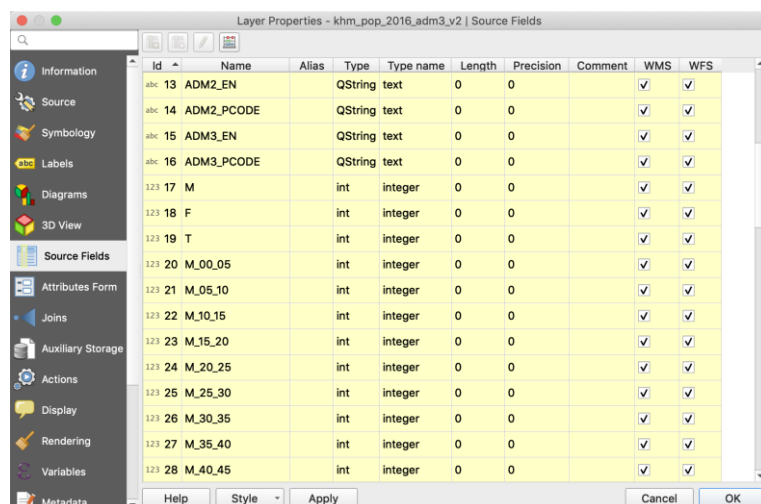 Layer Properties - khm_pop_2016_adm3_v2 | Source Fields
Information
Source
Symbology
abc Labels
Diagrams
3D View
Source Fields
Attributes Form
Joins
Auxiliary Storage
Actions
Display
Rendering
Variables
Metadata
Id Name Alias Type Type name Length Precision Comment WMS WFS
abc 13 ADM2_EN QString text 0 0
abc 14 ADM2_PCODE QString text 0 0
abc 15 ADM3_EN QString text 0 0
abc 16 ADM3_PCODE QString text 0 0
123 17 M int integer 0 0
123 18 F int integer 0 0
123 19 T int integer 0 0
123 20 M_00_05 int integer 0 0
123 21 M_05_10 int integer 0 0
123 22 M_10_15 int integer 0 0
123 23 M_15_20 int integer 0 0
123 24 M_20_25 int integer 0 0
123 25 M_25_30 int integer 0 0
123 26 M_30_35 int integer 0 0
123 27 M_35_40 int integer 0 0
123 28 M_40_45 int integer 0 0
Help Style Apply Cancel OK